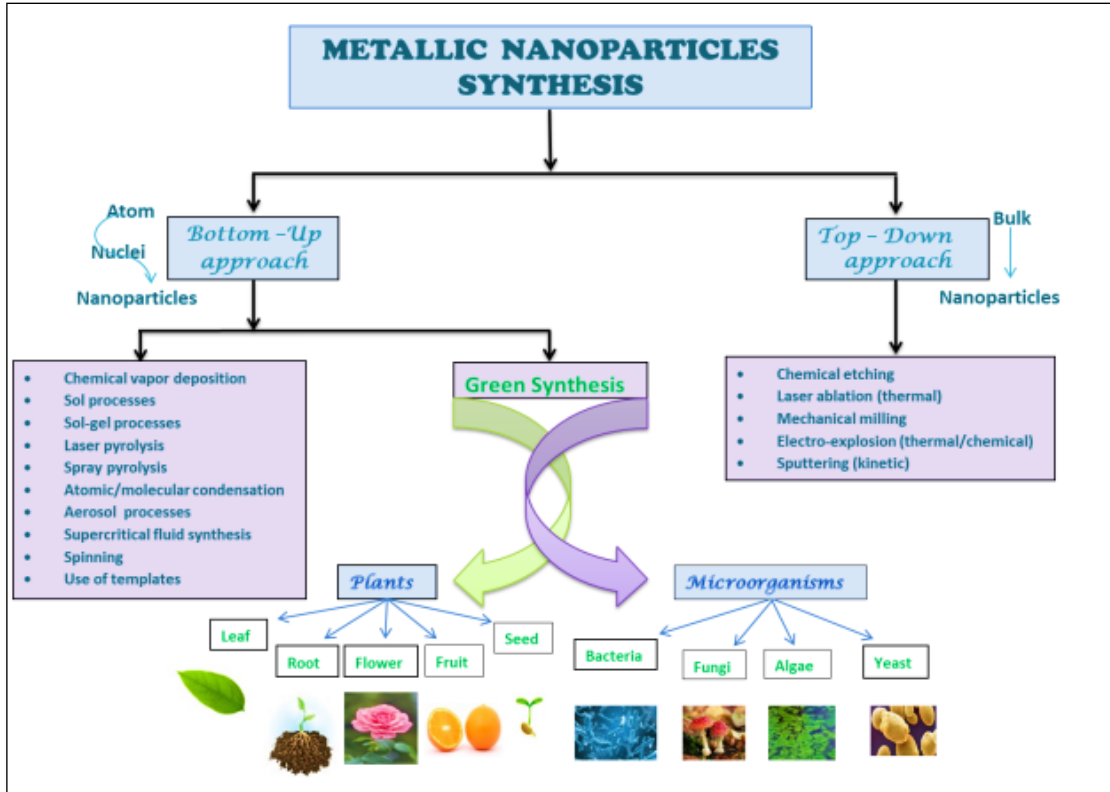 METALLIC NANOPARTICLES
SYNTHESIS
Atom
Nuclei
Nanoparticles
Bottom –Up
approach
Top – Down
approach
Bulk
Nanoparticles
• Chemical vapor deposition
• Sol processes
• Sol-gel processes
• Laser pyrolysis
• Spray pyrolysis
• Atomic/molecular condensation
• Aerosol processes
• Supercritical fluid synthesis
• Spinning
• Use of templates
Green Synthesis
• Chemical etching
• Laser ablation (thermal)
• Mechanical milling
• Electro-explosion (thermal/chemical)
• Sputtering (kinetic)
Plants
Leaf
Root
Flower
Fruit
Seed
Microorganisms
Bacteria
Fungi
Algae
Yeast